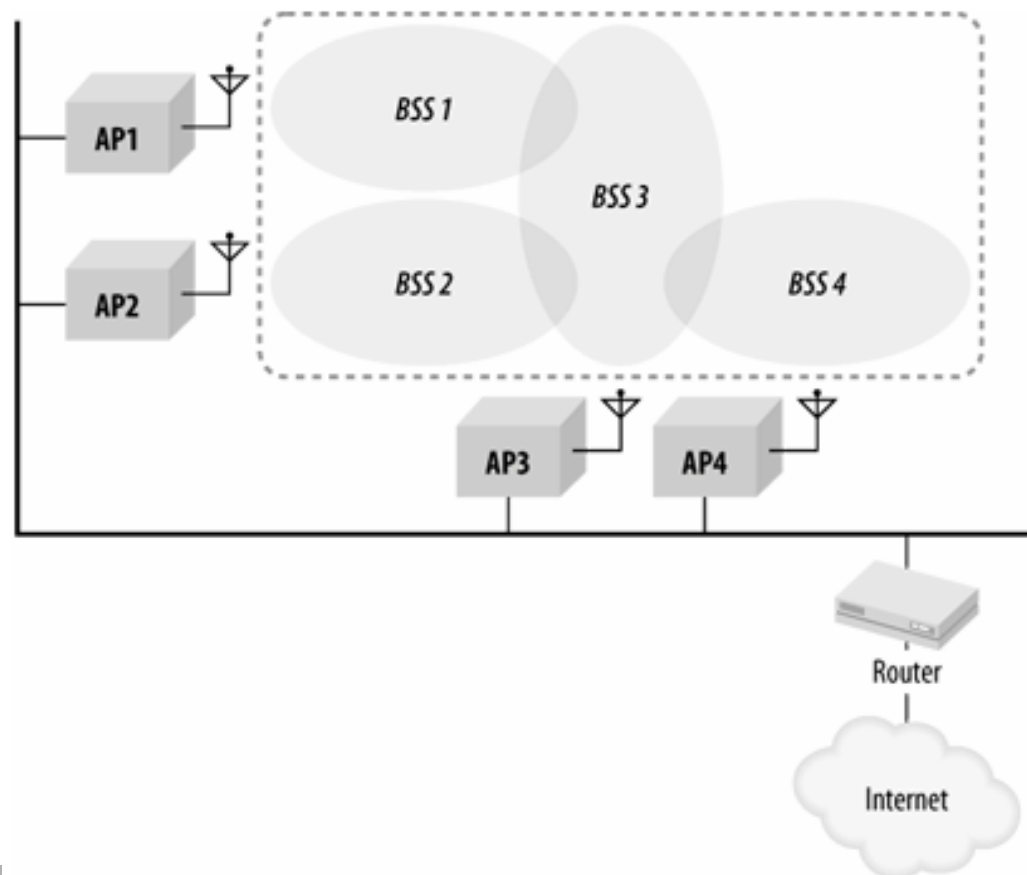 AP1
BSS 1
BSS 3
AP2
BSS 2
BSS 4
AP3
AP4
Router
Internet